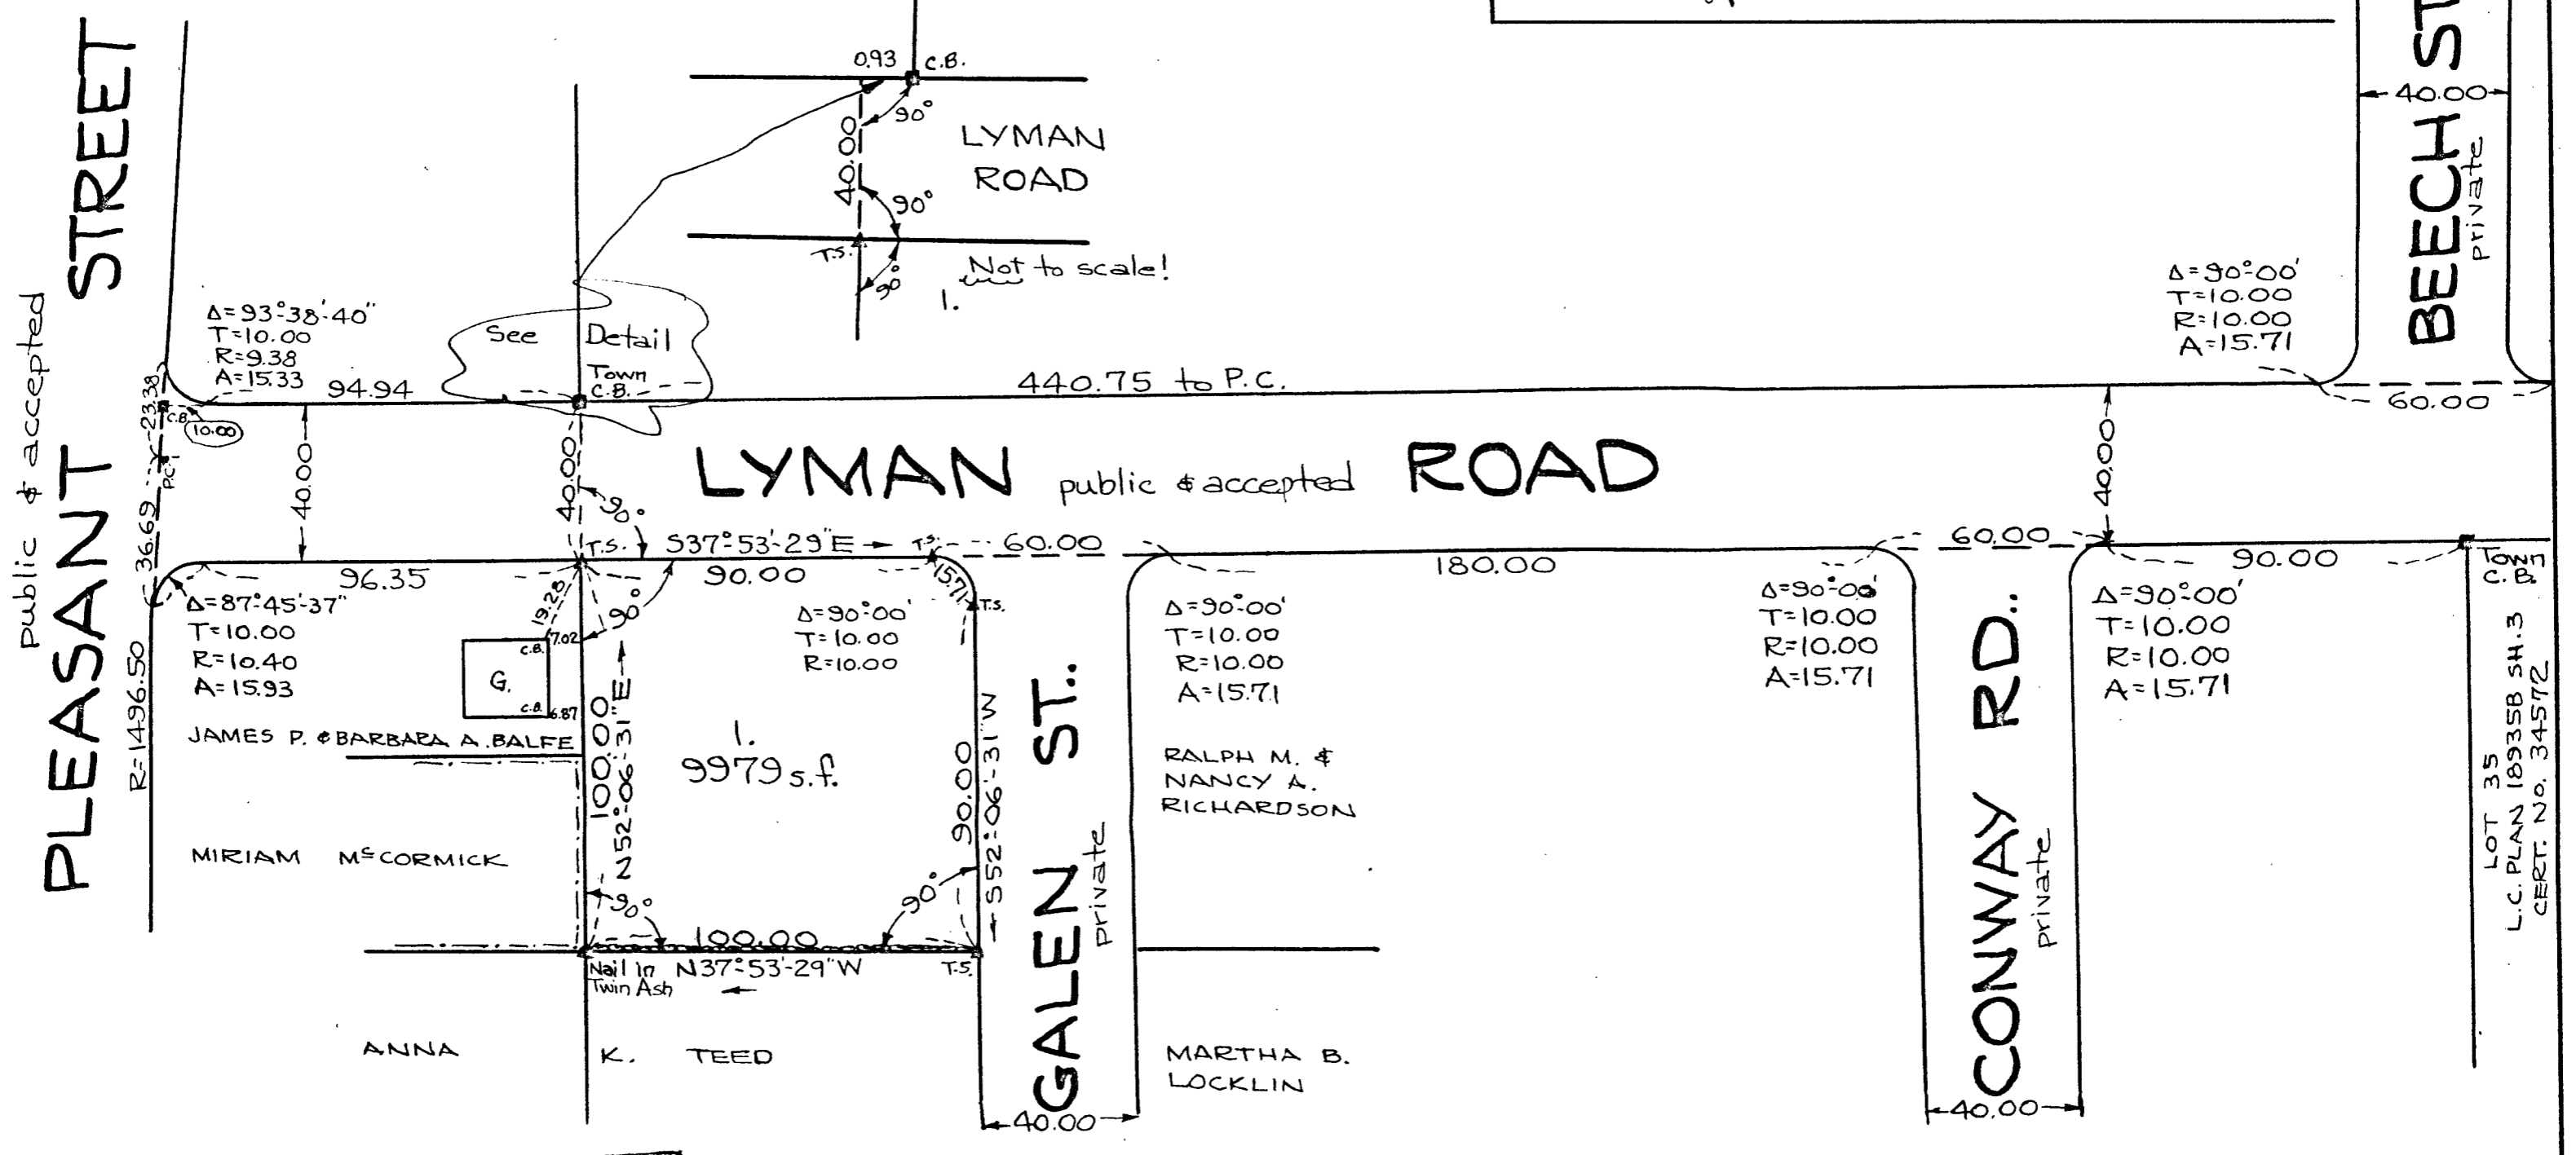 PLEASANT STREET
public & accepted
0.93 C.B.
90°
40.00
90°
LYMAN
ROAD
T.S.
90°
Not to scale!
1.
BEECH ST
private
40.00
Δ=93°-38'-40"
T=10.00
R=9.38
A=15.33
94.94
See Detail
Town
C.B.
440.75 to P.C.
Δ=90°-00'
T=10.00
R=10.00
A=15.71
60.00
23.38
C.B.
10.00
P.C.
36.69
40.00
40.00
90°
LYMAN public & accepted ROAD
40.00
T.S. S37°-53'-29"E T.S.
60.00
60.00
96.35
90.00
15.71
T.S.
180.00
90.00
Town
C.B.
R=1496.50
Δ=87°-45'-37"
T=10.00
R=10.40
A=15.93
19.28
90°
7.02
C.B.
G.
C.B.
6.87
Δ=90°-00'
T=10.00
R=10.00
Δ=90°-00'
T=10.00
R=10.00
A=15.71
Δ=90°-00'
T=10.00
R=10.00
A=15.71
Δ=90°-00'
T=10.00
R=10.00
A=15.71
JAMES P. & BARBARA A. BALFE
100.00
N52°-06'-31"E
1.
9979 s.f.
90.00
S52°-06'-31"W
GALEN ST..
private
RALPH M. &
NANCY A.
RICHARDSON
CONWAY RD..
private
LOT 35
L.C. PLAN 18935B SH.3
CERT. NO. 34572
MIRIAM McCORMICK
90°
90°
100.00
Nail in
Twin Ash
N37°-53'-29"W
T.S.
ANNA K. TEED
MARTHA B.
LOCKLIN
40.00
40.00